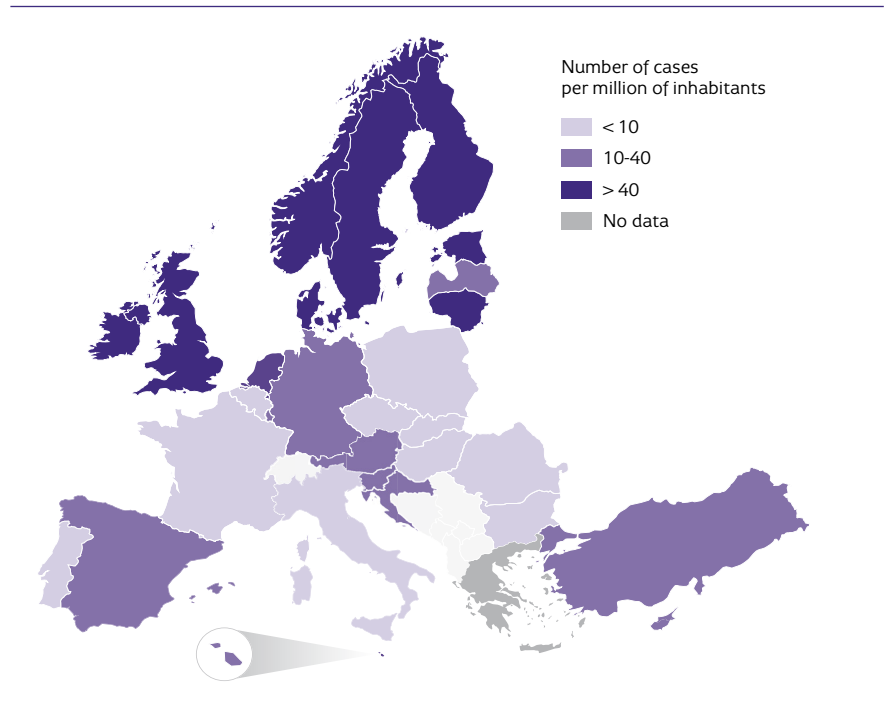 Number of cases
per million of inhabitants
< 10
10-40
> 40
No data